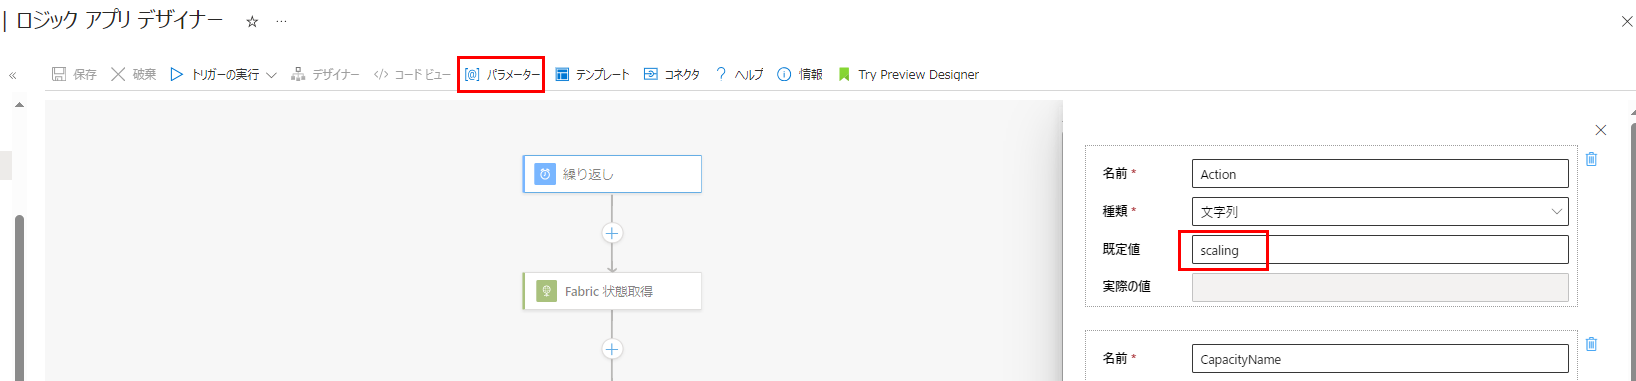 ロジック アプリ デザイナー ☆ …
« 保存 破棄 トリガーの実行 デザイナー </> コード ビュー [@] パラメーター テンプレート コネクタ ? ヘルプ 情報 Try Preview Designer
繰り返し
Fabric 状態取得
名前 * Action
種類 * 文字列
既定値 scaling
実際の値
名前 * CapacityName